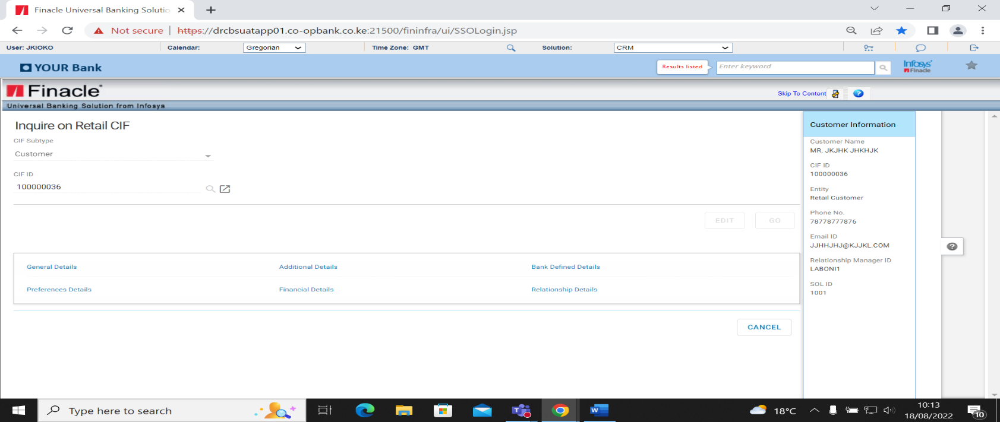 Finacle Universal Banking Solutio
Not secure | https://drcbsuatapp01.co-opbank.co.ke:21500/fininfra/ui/SSOLogin.jsp
User: JKIOKO Calendar: Gregorian Time Zone: GMT Solution: CRM
YOUR Bank Results listed Enter keyword Infosys Finacle
Finacle Skip To Content
Universal Banking Solution from Infosys
Inquire on Retail CIF
CIF Subtype
Customer
CIF ID
100000036
EDIT GO
General Details Additional Details Bank Defined Details
Preferences Details Financial Details Relationship Details
CANCEL
Customer Information
Customer Name
MR. JKJHK JHKHJK
CIF ID
100000036
Entity
Retail Customer
Phone No.
78778777876
Email ID
JJHHJHJ@KJJKL.COM
Relationship Manager ID
LABONI1
SOL ID
1001
Type here to search 18°C 10:13
18/08/2022 10